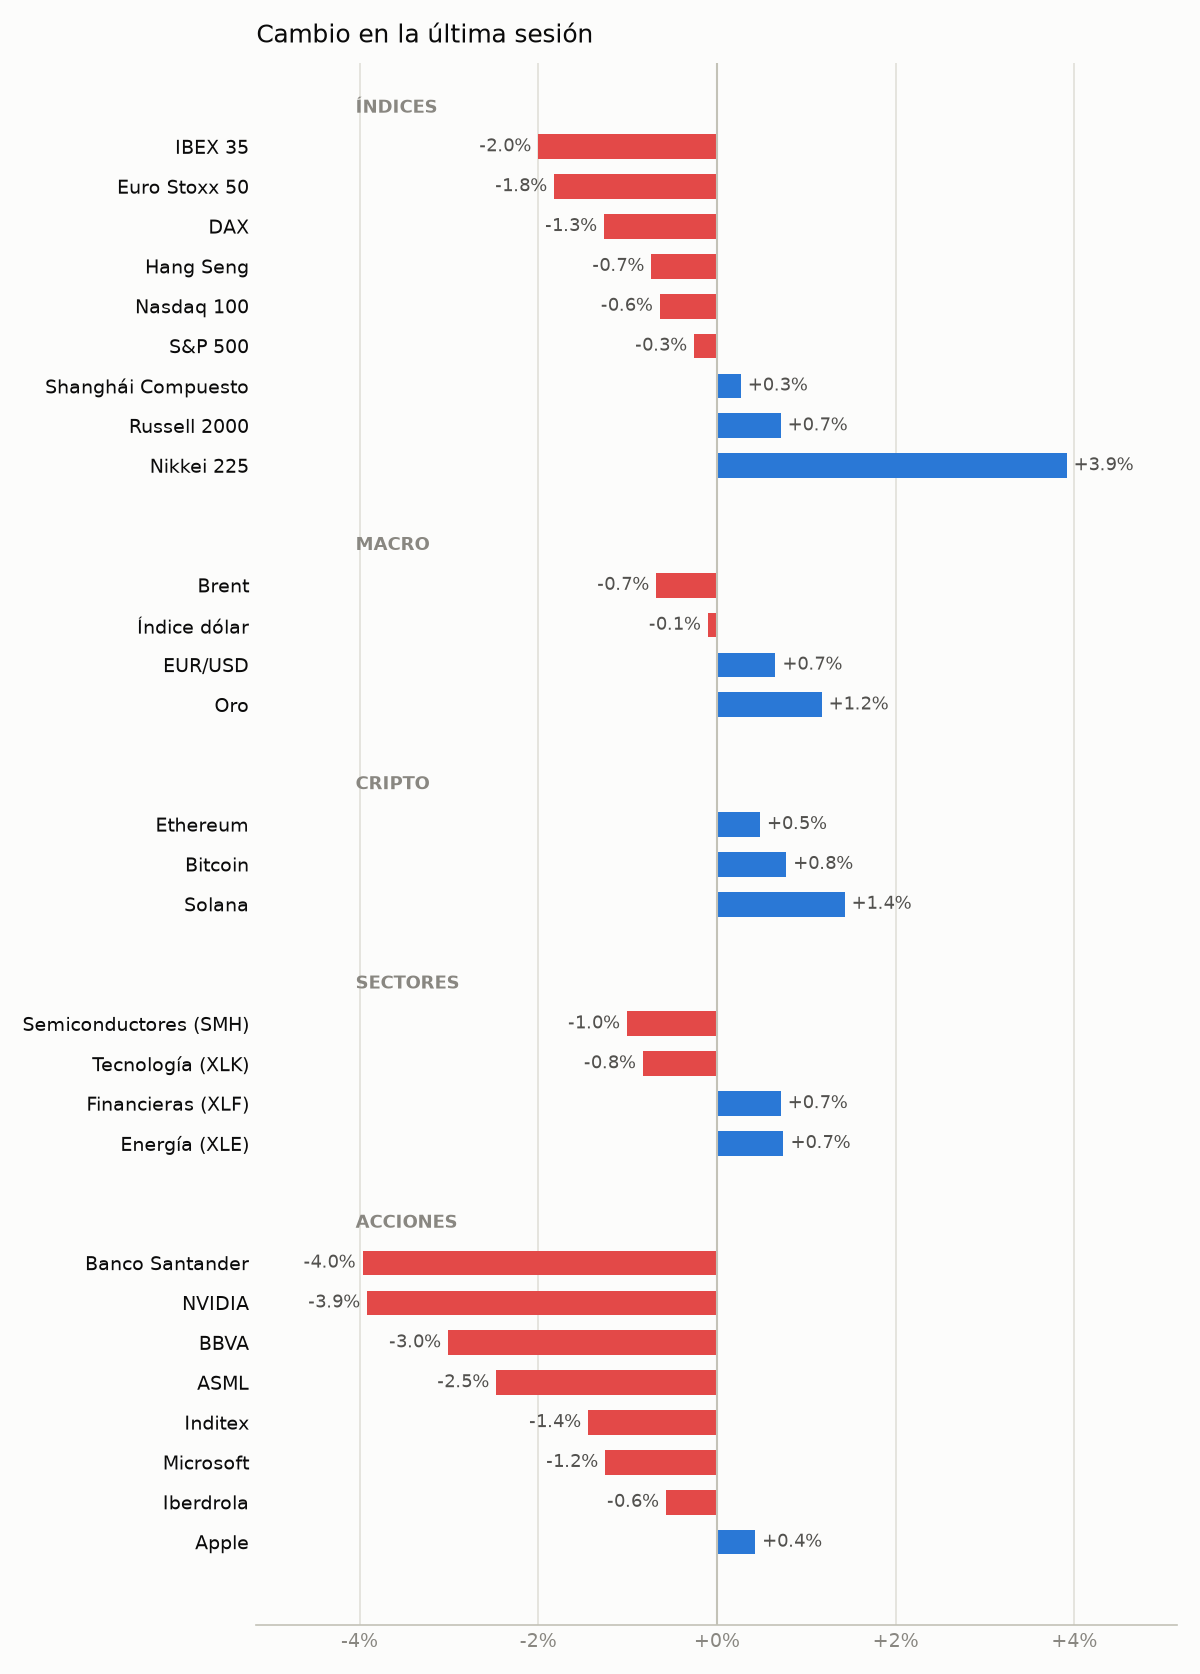 Cambio en la última sesión
ÍNDICES
IBEX 35 -2.0%
Euro Stoxx 50 -1.8%
DAX -1.3%
Hang Seng -0.7%
Nasdaq 100 -0.6%
S&P 500 -0.3%
Shanghái Compuesto +0.3%
Russell 2000 +0.7%
Nikkei 225 +3.9%
MACRO
Brent -0.7%
Índice dólar -0.1%
EUR/USD +0.7%
Oro +1.2%
CRIPTO
Ethereum +0.5%
Bitcoin +0.8%
Solana +1.4%
SECTORES
Semiconductores (SMH) -1.0%
Tecnología (XLK) -0.8%
Financieras (XLF) +0.7%
Energía (XLE) +0.7%
ACCIONES
Banco Santander -4.0%
NVIDIA -3.9%
BBVA -3.0%
ASML -2.5%
Inditex -1.4%
Microsoft -1.2%
Iberdrola -0.6%
Apple +0.4%
-4% -2% +0% +2% +4%